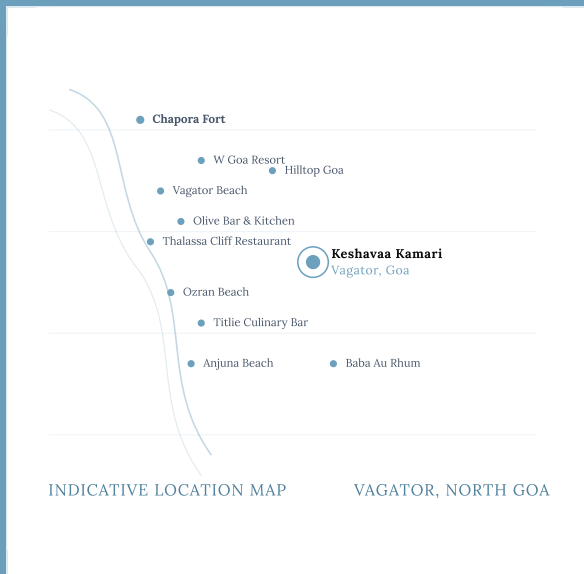 Chapora Fort
W Goa Resort
Hilltop Goa
Vagator Beach
Olive Bar & Kitchen
Thalassa Cliff Restaurant
Keshavaa Kamari
Vagator, Goa
Ozran Beach
Titlie Culinary Bar
Anjuna Beach
Baba Au Rhum
INDICATIVE LOCATION MAP
VAGATOR, NORTH GOA